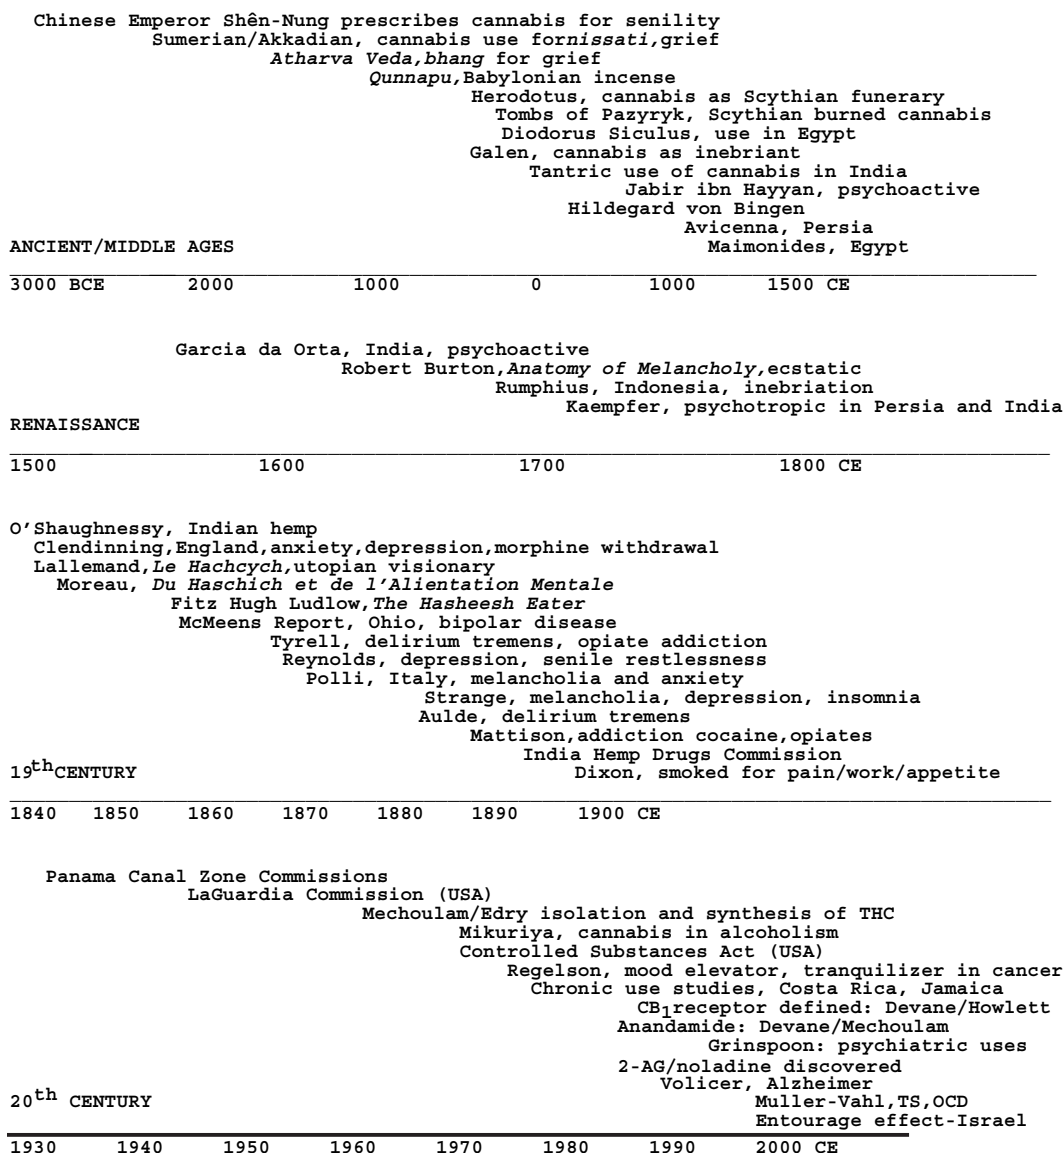 Chinese Emperor Shên-Nung prescribes cannabis for senility
Sumerian/Akkadian, cannabis use fornissati,grief
Atharva Veda,bhang for grief
Qunnapu,Babylonian incense
Herodotus, cannabis as Scythian funerary
Tombs of Pazyryk, Scythian burned cannabis
Diodorus Siculus, use in Egypt
Galen, cannabis as inebriant
Tantric use of cannabis in India
Jabir ibn Hayyan, psychoactive
Hildegard von Bingen
Avicenna, Persia
ANCIENT/MIDDLE AGES Maimonides, Egypt
3000 BCE 2000 1000 0 1000 1500 CE
Garcia da Orta, India, psychoactive
Robert Burton,Anatomy of Melancholy,ecstatic
Rumphius, Indonesia, inebriation
Kaempfer, psychotropic in Persia and India
RENAISSANCE
1500 1600 1700 1800 CE
O'Shaughnessy, Indian hemp
Clendinning,England,anxiety,depression,morphine withdrawal
Lallemand,Le Hachcych,utopian visionary
Moreau, Du Haschich et de l'Alientation Mentale
Fitz Hugh Ludlow,The Hasheesh Eater
McMeens Report, Ohio, bipolar disease
Tyrell, delirium tremens, opiate addiction
Reynolds, depression, senile restlessness
Polli, Italy, melancholia and anxiety
Strange, melancholia, depression, insomnia
Aulde, delirium tremens
Mattison,addiction cocaine,opiates
India Hemp Drugs Commission
19thCENTURY Dixon, smoked for pain/work/appetite
1840 1850 1860 1870 1880 1890 1900 CE
Panama Canal Zone Commissions
LaGuardia Commission (USA)
Mechoulam/Edry isolation and synthesis of THC
Mikuriya, cannabis in alcoholism
Controlled Substances Act (USA)
Regelson, mood elevator, tranquilizer in cancer
Chronic use studies, Costa Rica, Jamaica
CB1receptor defined: Devane/Howlett
Anandamide: Devane/Mechoulam
Grinspoon: psychiatric uses
2-AG/noladine discovered
Volicer, Alzheimer
20th CENTURY Muller-Vahl,TS,OCD
Entourage effect-Israel
1930 1940 1950 1960 1970 1980 1990 2000 CE